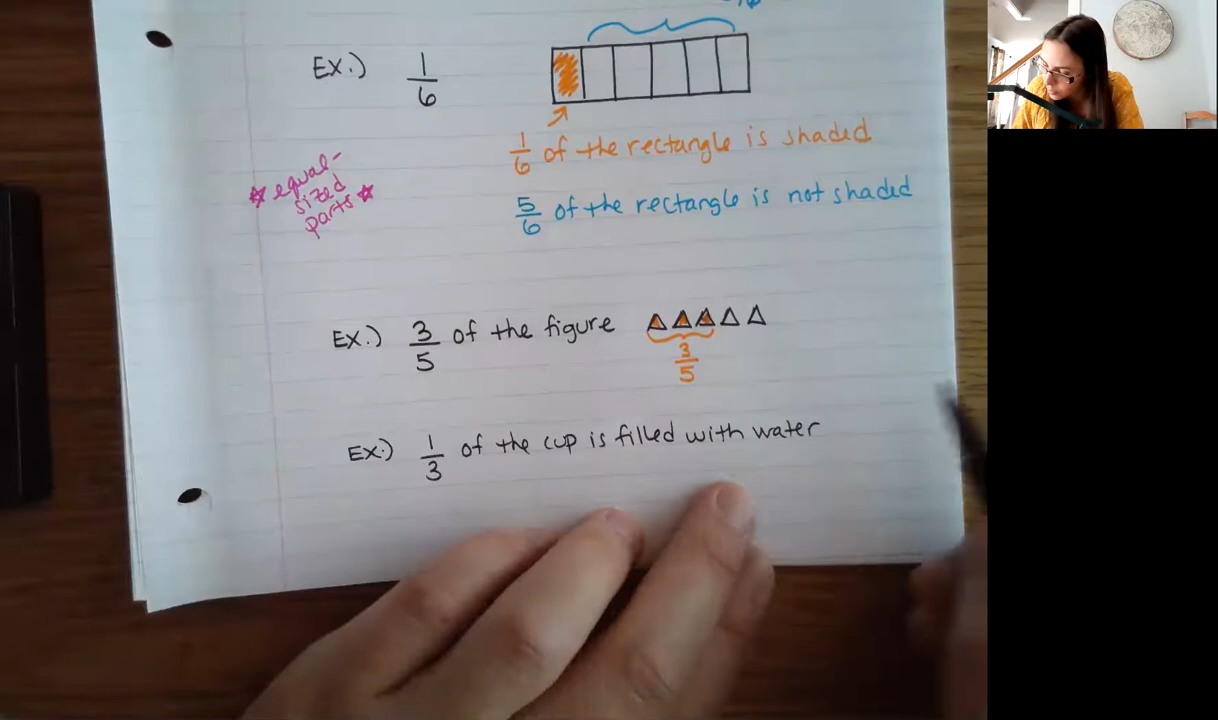 Ex.) 1/6
1/6 of the rectangle is shaded
* equal-
sized
parts *
5/6 of the rectangle is not shaded
Ex.) 3/5 of the figure
3/5
Ex.) 1/3 of the cup is filled with water